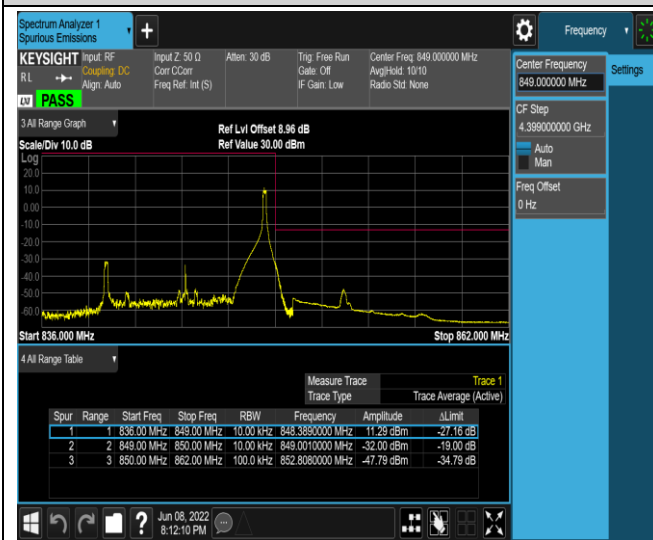 Spectrum Analyzer 1
Spurious Emissions
Frequency
KEYSIGHT
RL
LXI
PASS
Input: RF
Coupling: DC
Align: Auto
Input Z: 50 Ω
Corr CCorr
Freq Ref: Int (S)
Atten: 30 dB
Trig: Free Run
Gate: Off
IF Gain: Low
Center Freq: 849.000000 MHz
Avg|Hold: 10/10
Radio Std: None
Center Frequency
849.000000 MHz
Settings
CF Step
4.399000000 GHz
Auto
Man
Freq Offset
0 Hz
3 All Range Graph
Scale/Div 10.0 dB
Ref Lvl Offset 8.96 dB
Ref Value 30.00 dBm
Log
20.0
10.0
0.00
-10.0
-20.0
-30.0
-40.0
-50.0
-60.0
Start 836.000 MHz
Stop 862.000 MHz
4 All Range Table
Measure Trace Trace 1
Trace Type Trace Average (Active)
Spur Range Start Freq Stop Freq RBW Frequency Amplitude ΔLimit
1 1 836.00 MHz 849.00 MHz 10.00 kHz 848.3890000 MHz 11.29 dBm -27.16 dB
2 2 849.00 MHz 850.00 MHz 10.00 kHz 849.0010000 MHz -32.00 dBm -19.00 dB
3 3 850.00 MHz 862.00 MHz 100.0 kHz 852.8080000 MHz -47.79 dBm -34.79 dB
?
Jun 08, 2022
8:12:10 PM